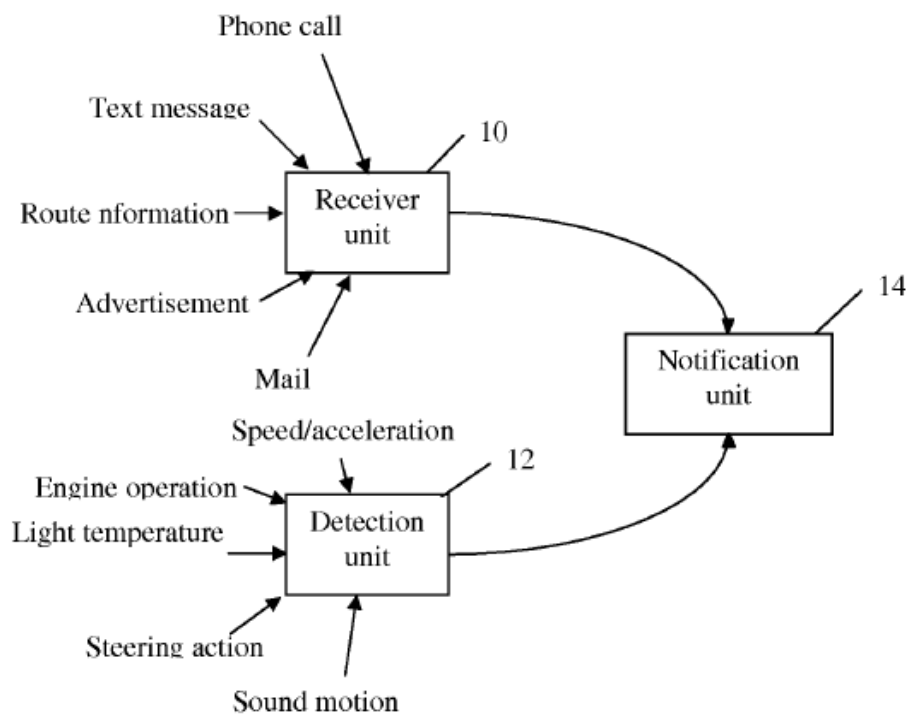 Phone call
Text message
10
Receiver
unit
Route nformation
Advertisement
Mail
14
Notification
unit
Speed/acceleration
12
Engine operation
Light temperature
Detection
unit
Steering action
Sound motion